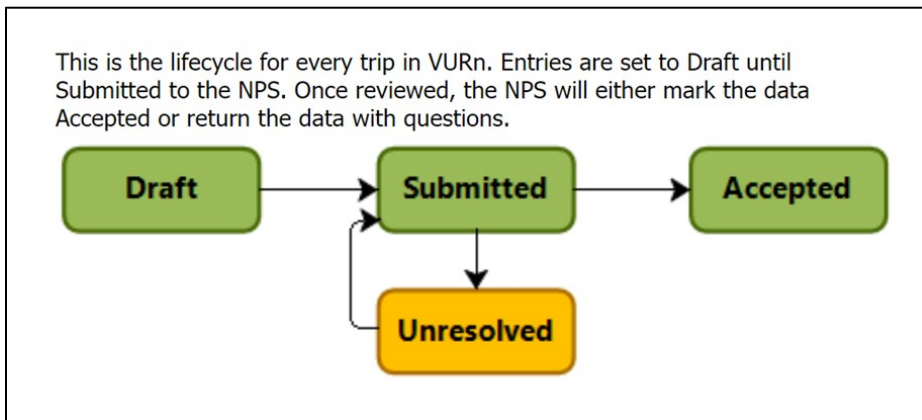 This is the lifecycle for every trip in VURn. Entries are set to Draft until
Submitted to the NPS. Once reviewed, the NPS will either mark the data
Accepted or return the data with questions.
Draft
Submitted
Accepted
Unresolved